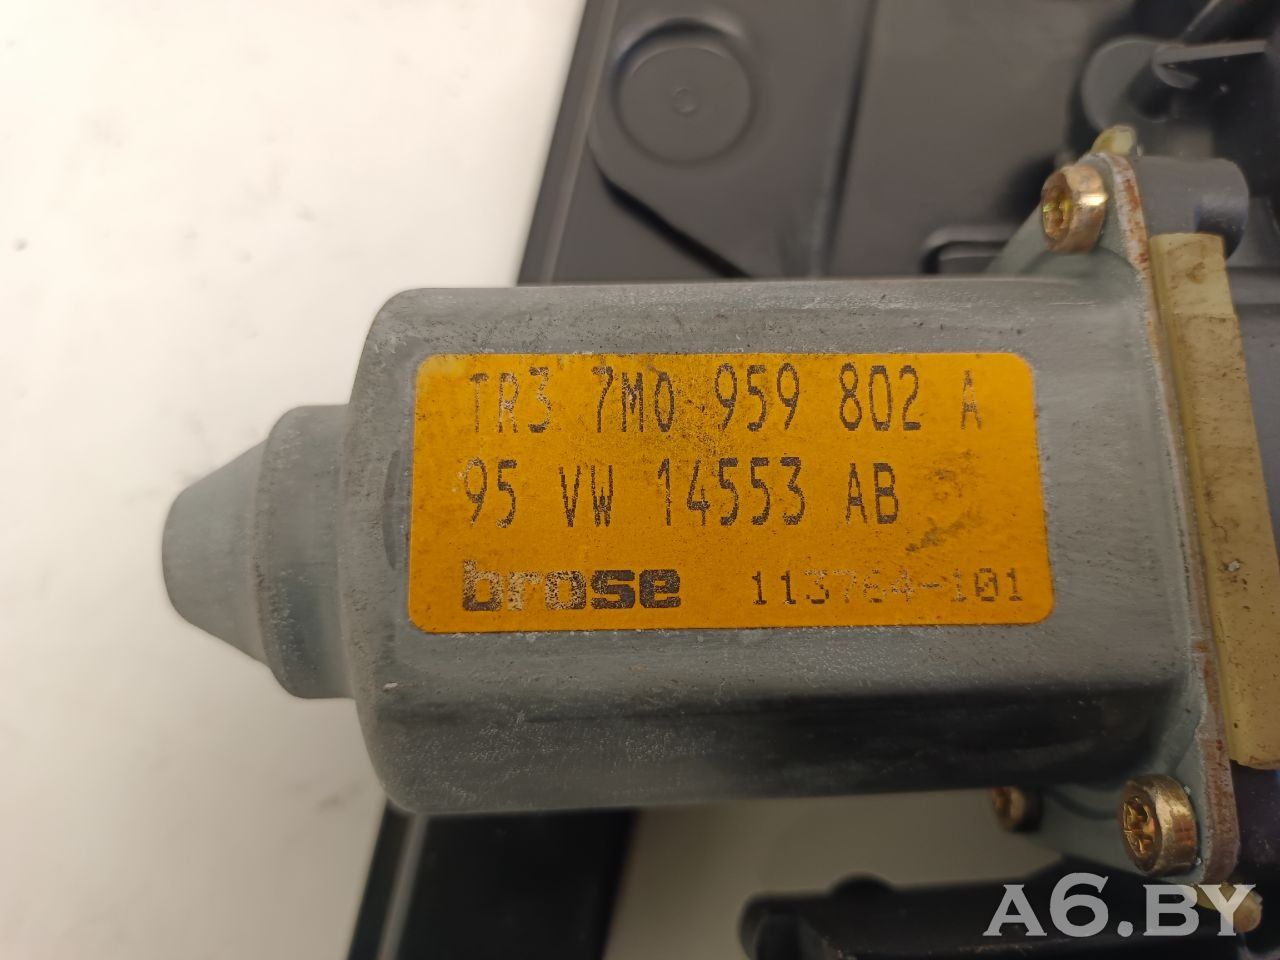 TR3 7M0 959 802 A
95 VW 14553 AB
brose 113764-101
A6.BY